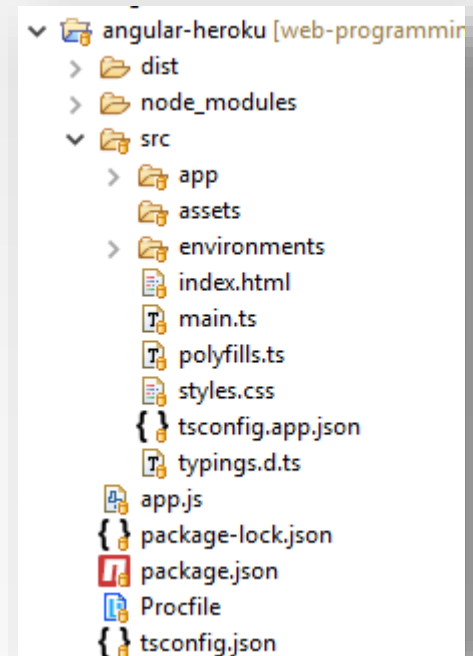 angular-heroku [web-programmin
dist
node_modules
src
app
assets
environments
index.html
main.ts
polyfills.ts
styles.css
tsconfig.app.json
typings.d.ts
app.js
package-lock.json
package.json
Procfile
tsconfig.json